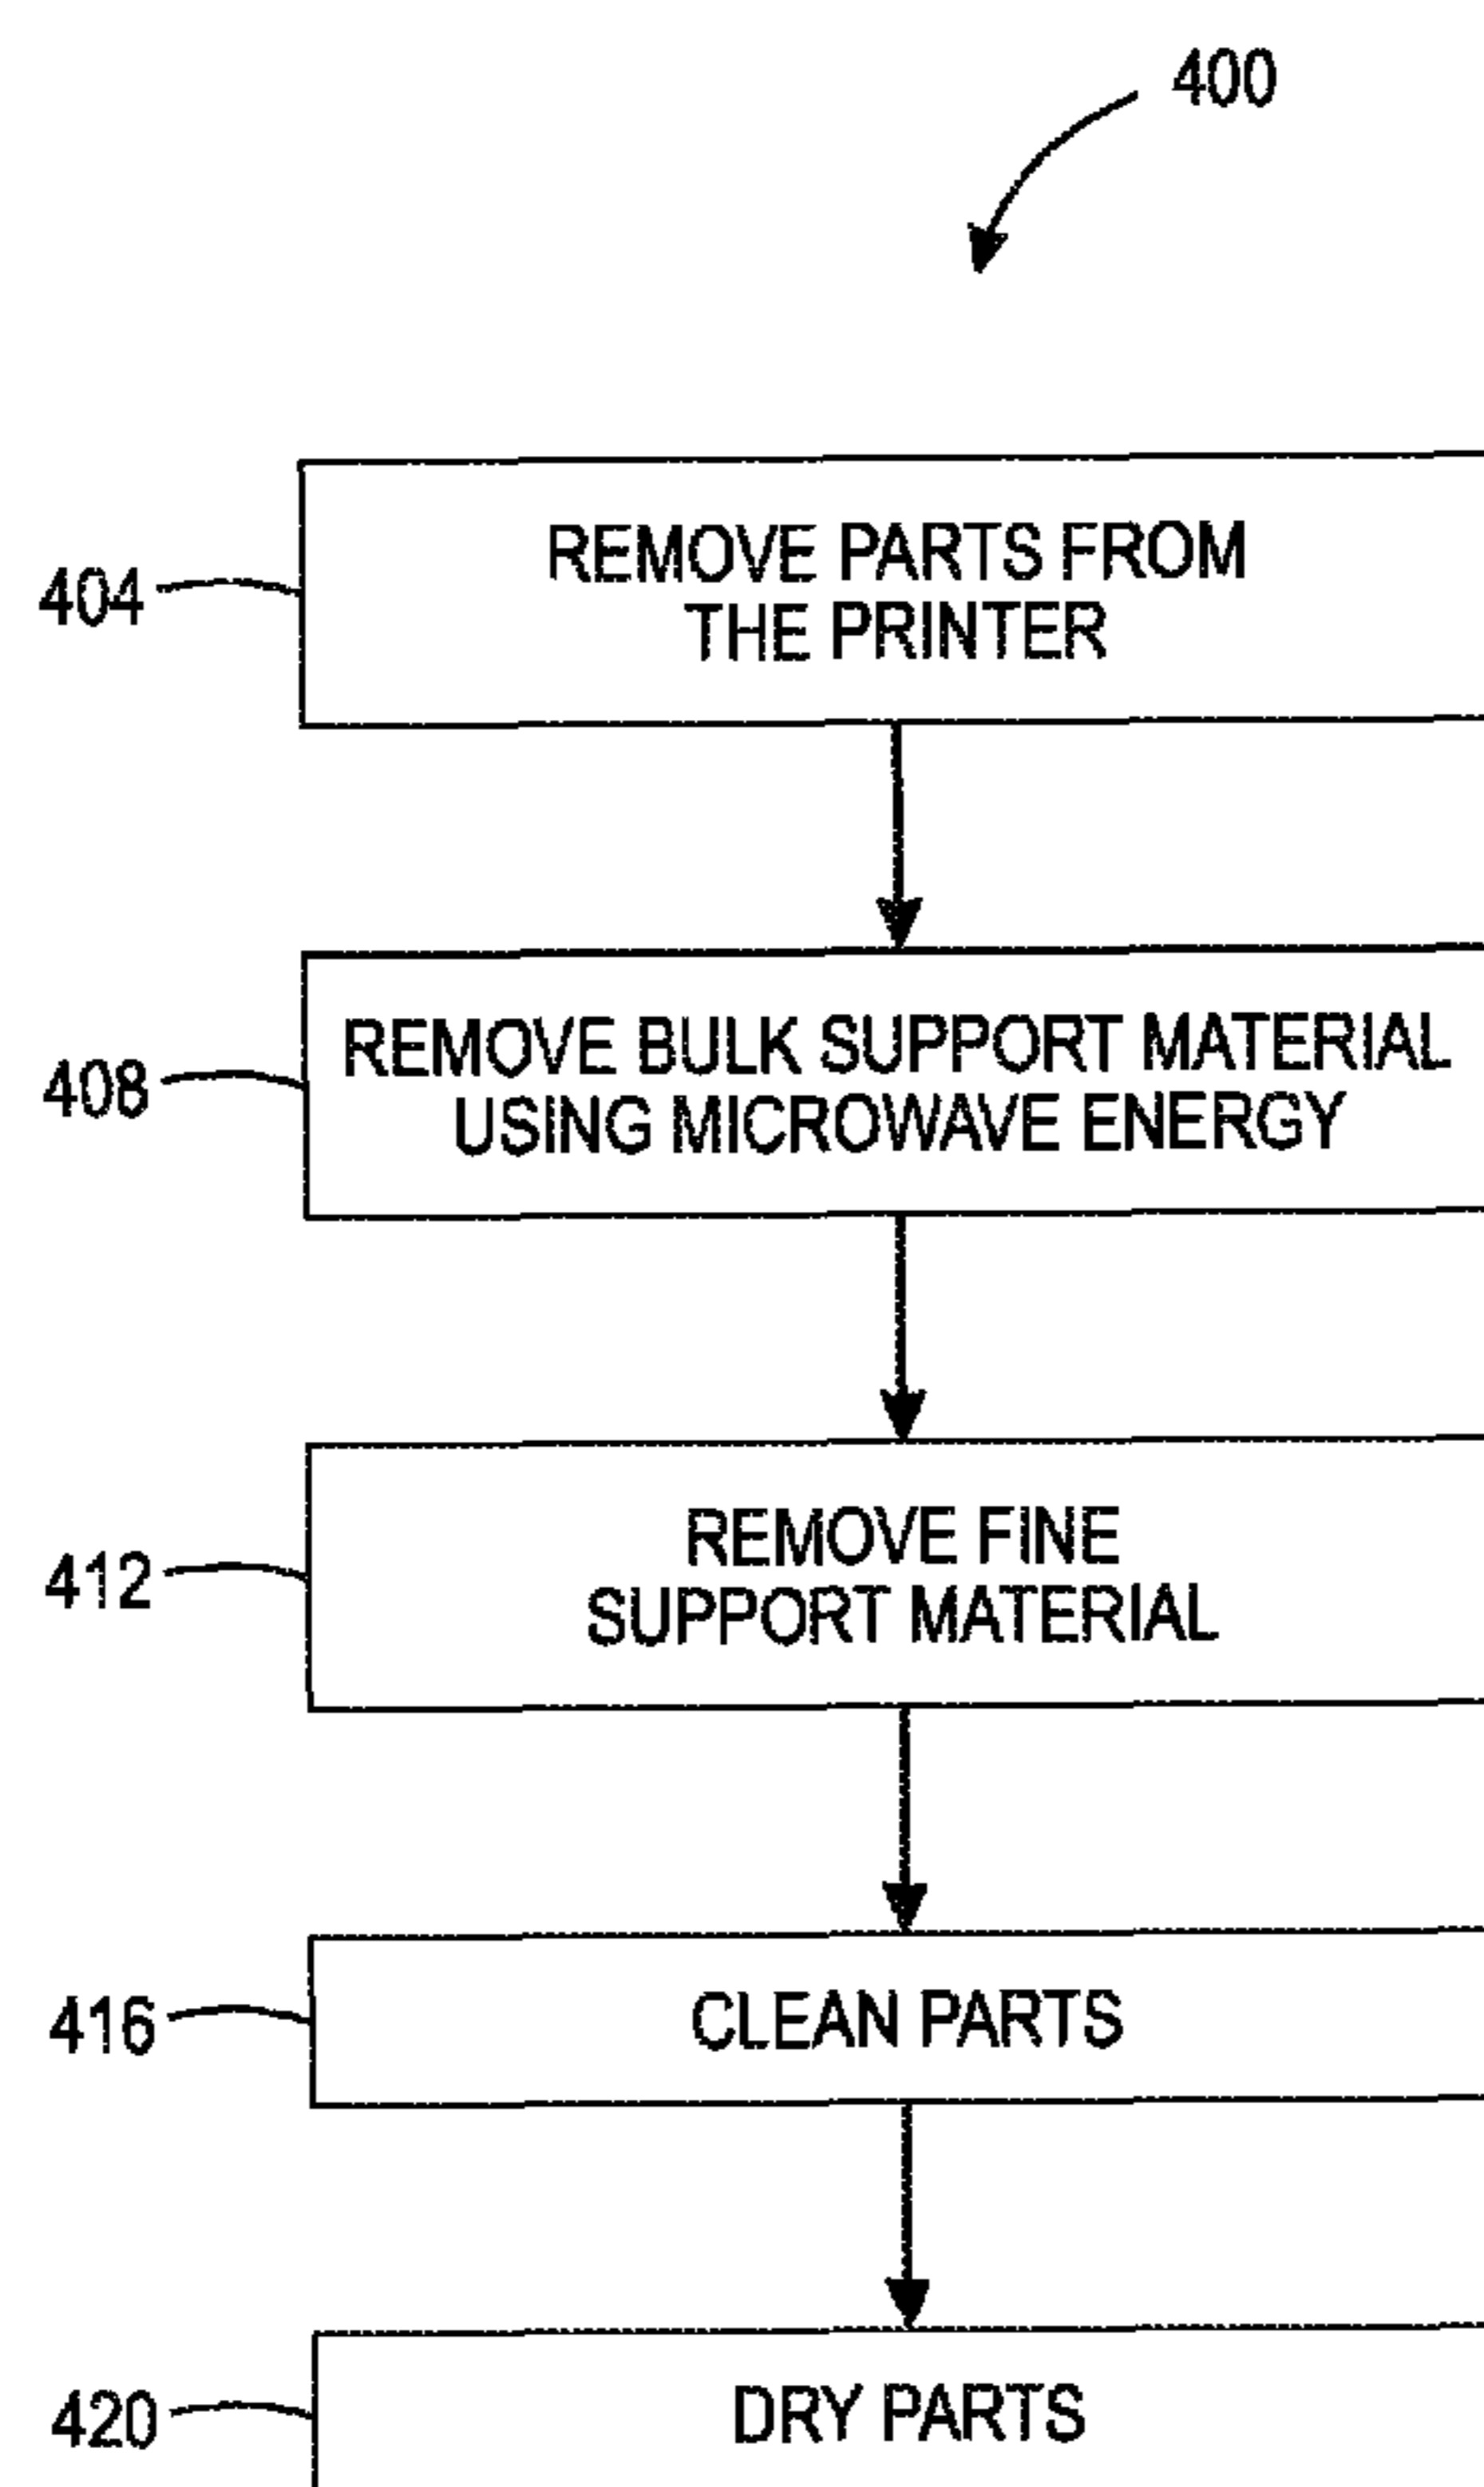 400
404
REMOVE PARTS FROM
THE PRINTER
408
REMOVE BULK SUPPORT MATERIAL
USING MICROWAVE ENERGY
412
REMOVE FINE
SUPPORT MATERIAL
416
CLEAN PARTS
420
DRY PARTS